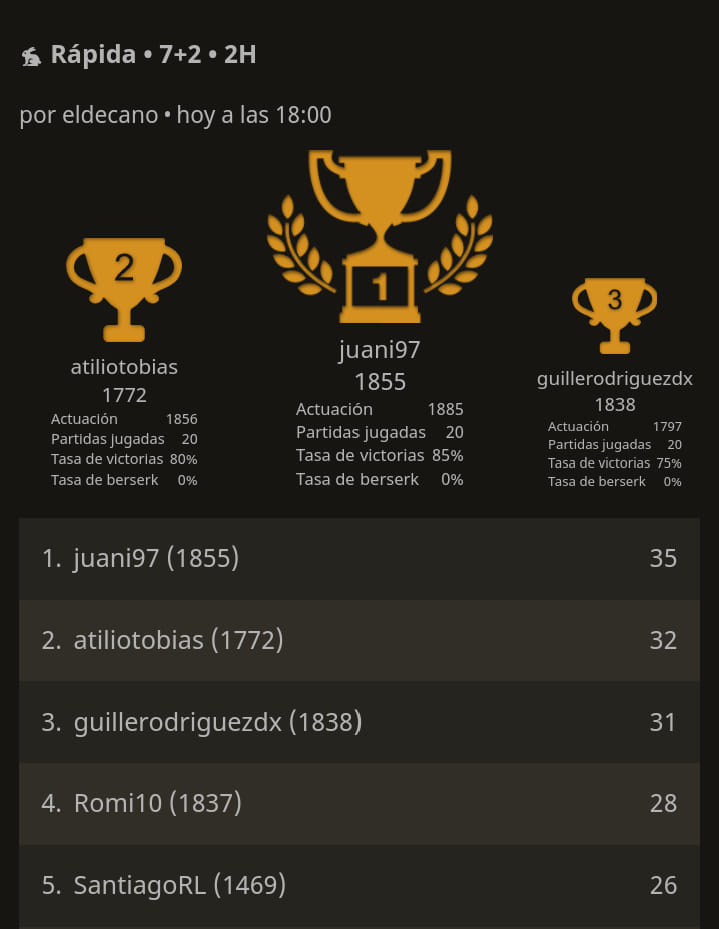 Rápida • 7+2 • 2H
por eldecano • hoy a las 18:00
2
atiliotobias
1772
Actuación 1856
Partidas jugadas 20
Tasa de victorias 80%
Tasa de berserk 0%
1
juani97
1855
Actuación 1885
Partidas jugadas 20
Tasa de victorias 85%
Tasa de berserk 0%
3
guillerodriguezdx
1838
Actuación 1797
Partidas jugadas 20
Tasa de victorias 75%
Tasa de berserk 0%
1. juani97 (1855) 35
2. atiliotobias (1772) 32
3. guillerodriguezdx (1838) 31
4. Romi10 (1837) 28
5. SantiagoRL (1469) 26